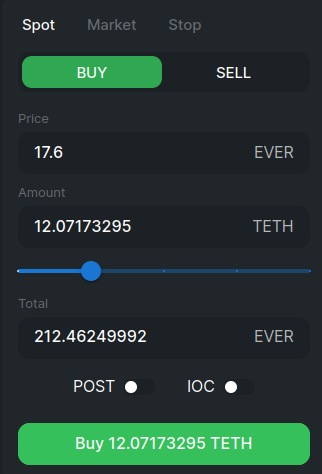 Spot Market Stop
BUY SELL
Price
17.6 EVER
Amount
12.07173295 TETH
Total
212.46249992 EVER
POST IOC
Buy 12.07173295 TETH